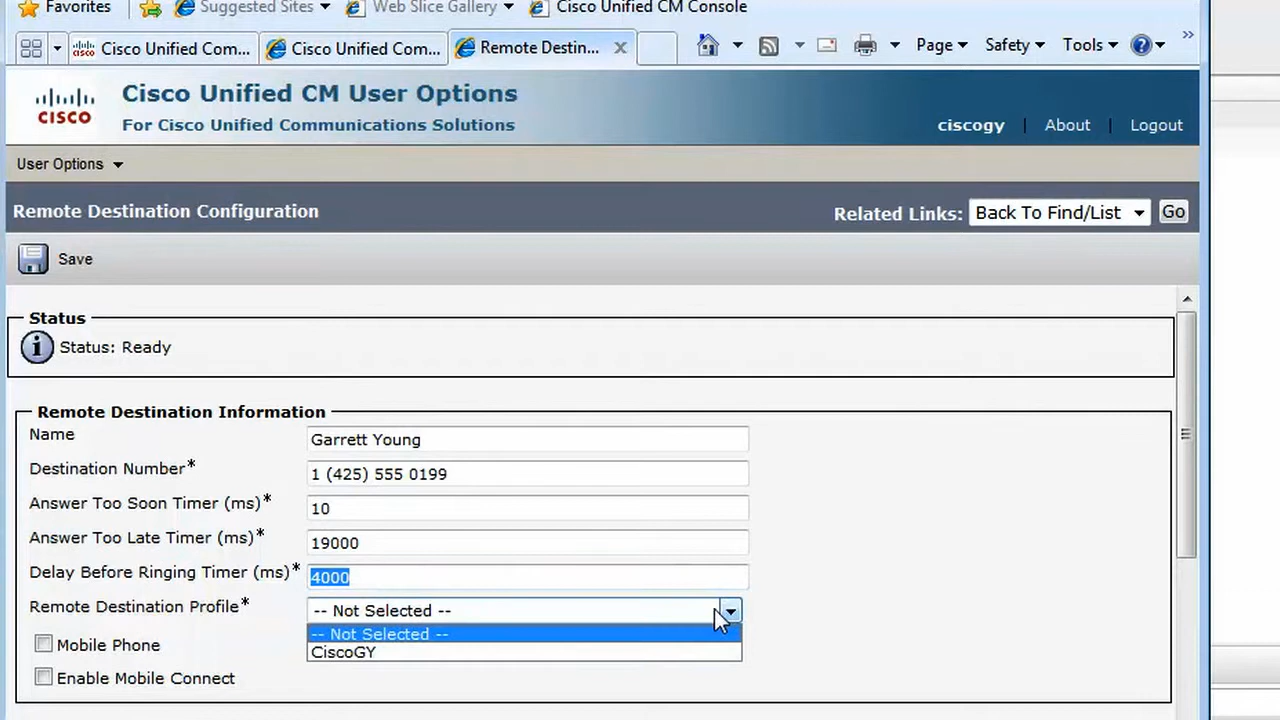 Favorites Suggested Sites Web Slice Gallery Cisco Unified CM Console
Cisco Unified Com... Cisco Unified Com... Remote Destin... Page Safety Tools »
Cisco Unified CM User Options
CISCO
For Cisco Unified Communications Solutions
ciscogy | About | Logout
User Options
Remote Destination Configuration
Related Links: Back To Find/List Go
Save
Status
Status: Ready
Remote Destination Information
Name Garrett Young
Destination Number* 1 (425) 555 0199
Answer Too Soon Timer (ms)* 10
Answer Too Late Timer (ms)* 19000
Delay Before Ringing Timer (ms)* 4000
Remote Destination Profile* -- Not Selected --
-- Not Selected --
CiscoGY
Mobile Phone
Enable Mobile Connect